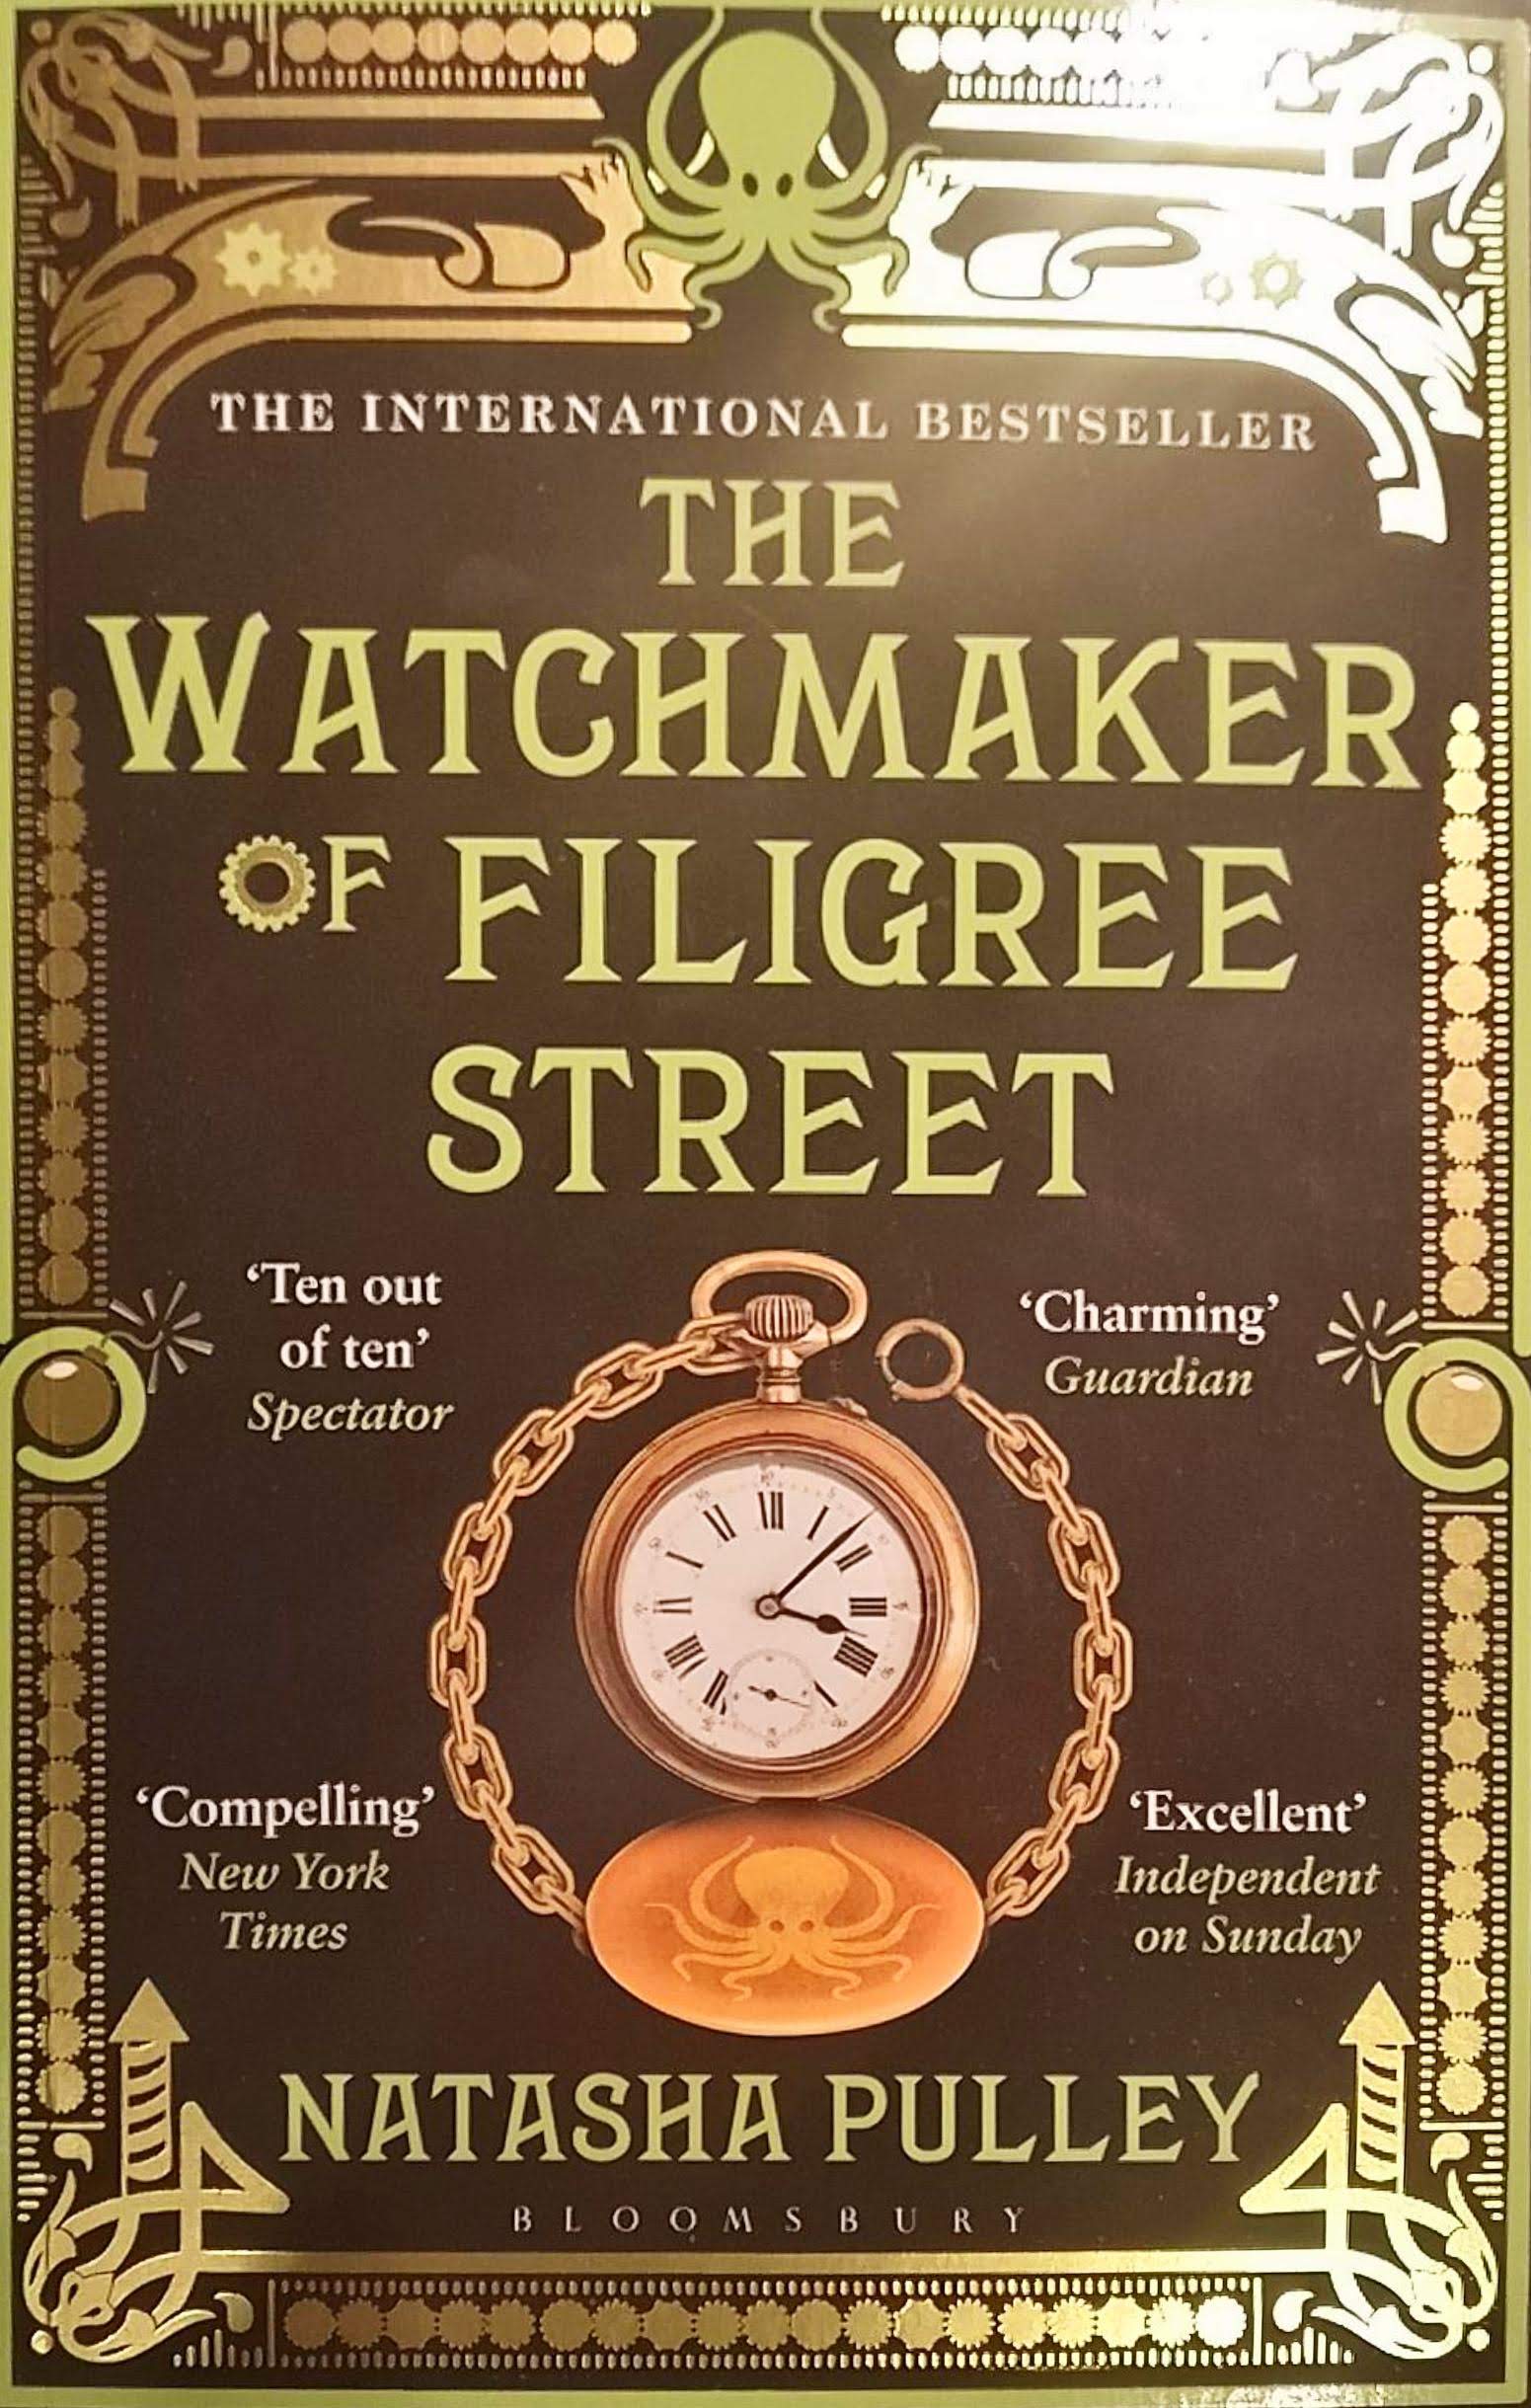 THE INTERNATIONAL BESTSELLER
THE
WATCHMAKER
OF FILIGREE
STREET
‘Ten out
of ten’
Spectator
‘Charming’
Guardian
‘Compelling’
New York
Times
‘Excellent’
Independent
on Sunday
NATASHA PULLEY
BLOOMSBURY